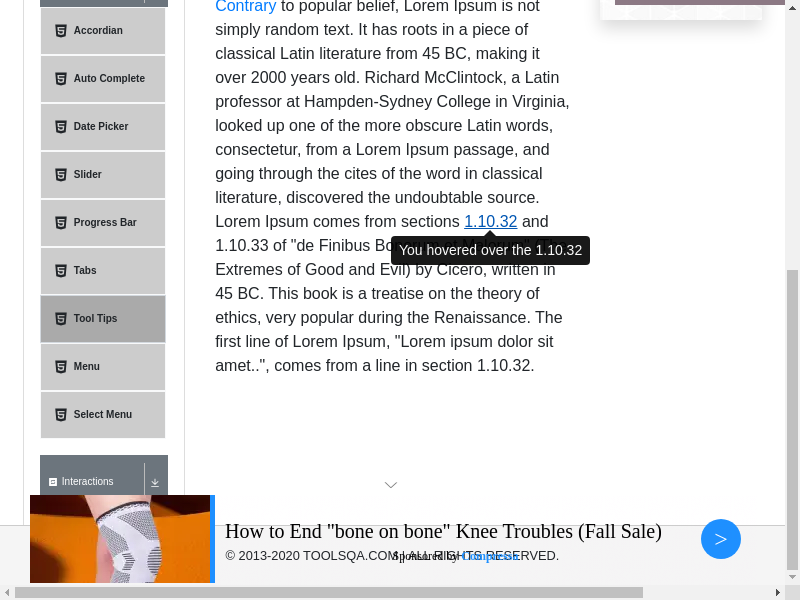 Accordian
Auto Complete
Date Picker
Slider
Progress Bar
Tabs
Tool Tips
Menu
Select Menu
Interactions
Contrary to popular belief, Lorem Ipsum is not
simply random text. It has roots in a piece of
classical Latin literature from 45 BC, making it
over 2000 years old. Richard McClintock, a Latin
professor at Hampden-Sydney College in Virginia,
looked up one of the more obscure Latin words,
consectetur, from a Lorem Ipsum passage, and
going through the cites of the word in classical
literature, discovered the undoubtable source.
Lorem Ipsum comes from sections 1.10.32 and
1.10.33 of "de Finibus
You hovered over the 1.10.32
Extremes of Good and Evil) by Cicero, written in
45 BC. This book is a treatise on the theory of
ethics, very popular during the Renaissance. The
first line of Lorem Ipsum, "Lorem ipsum dolor sit
amet..", comes from a line in section 1.10.32.
How to End "bone on bone" Knee Troubles (Fall Sale)
>
© 2013-2020 TOOLSQA.COM | ALL RIGHTS RESERVED.
Sponsored by